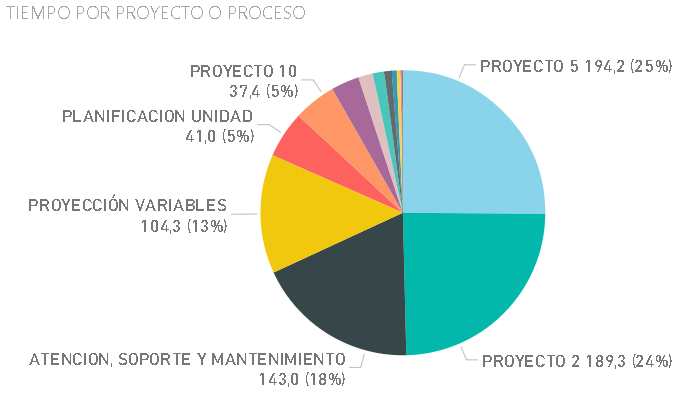 TIEMPO POR PROYECTO O PROCESO
PROYECTO 5 194,2 (25%)
PROYECTO 10
37,4 (5%)
PLANIFICACION UNIDAD
41,0 (5%)
PROYECCIÓN VARIABLES
104,3 (13%)
ATENCION, SOPORTE Y MANTENIMIENTO
143,0 (18%)
PROYECTO 2 189,3 (24%)